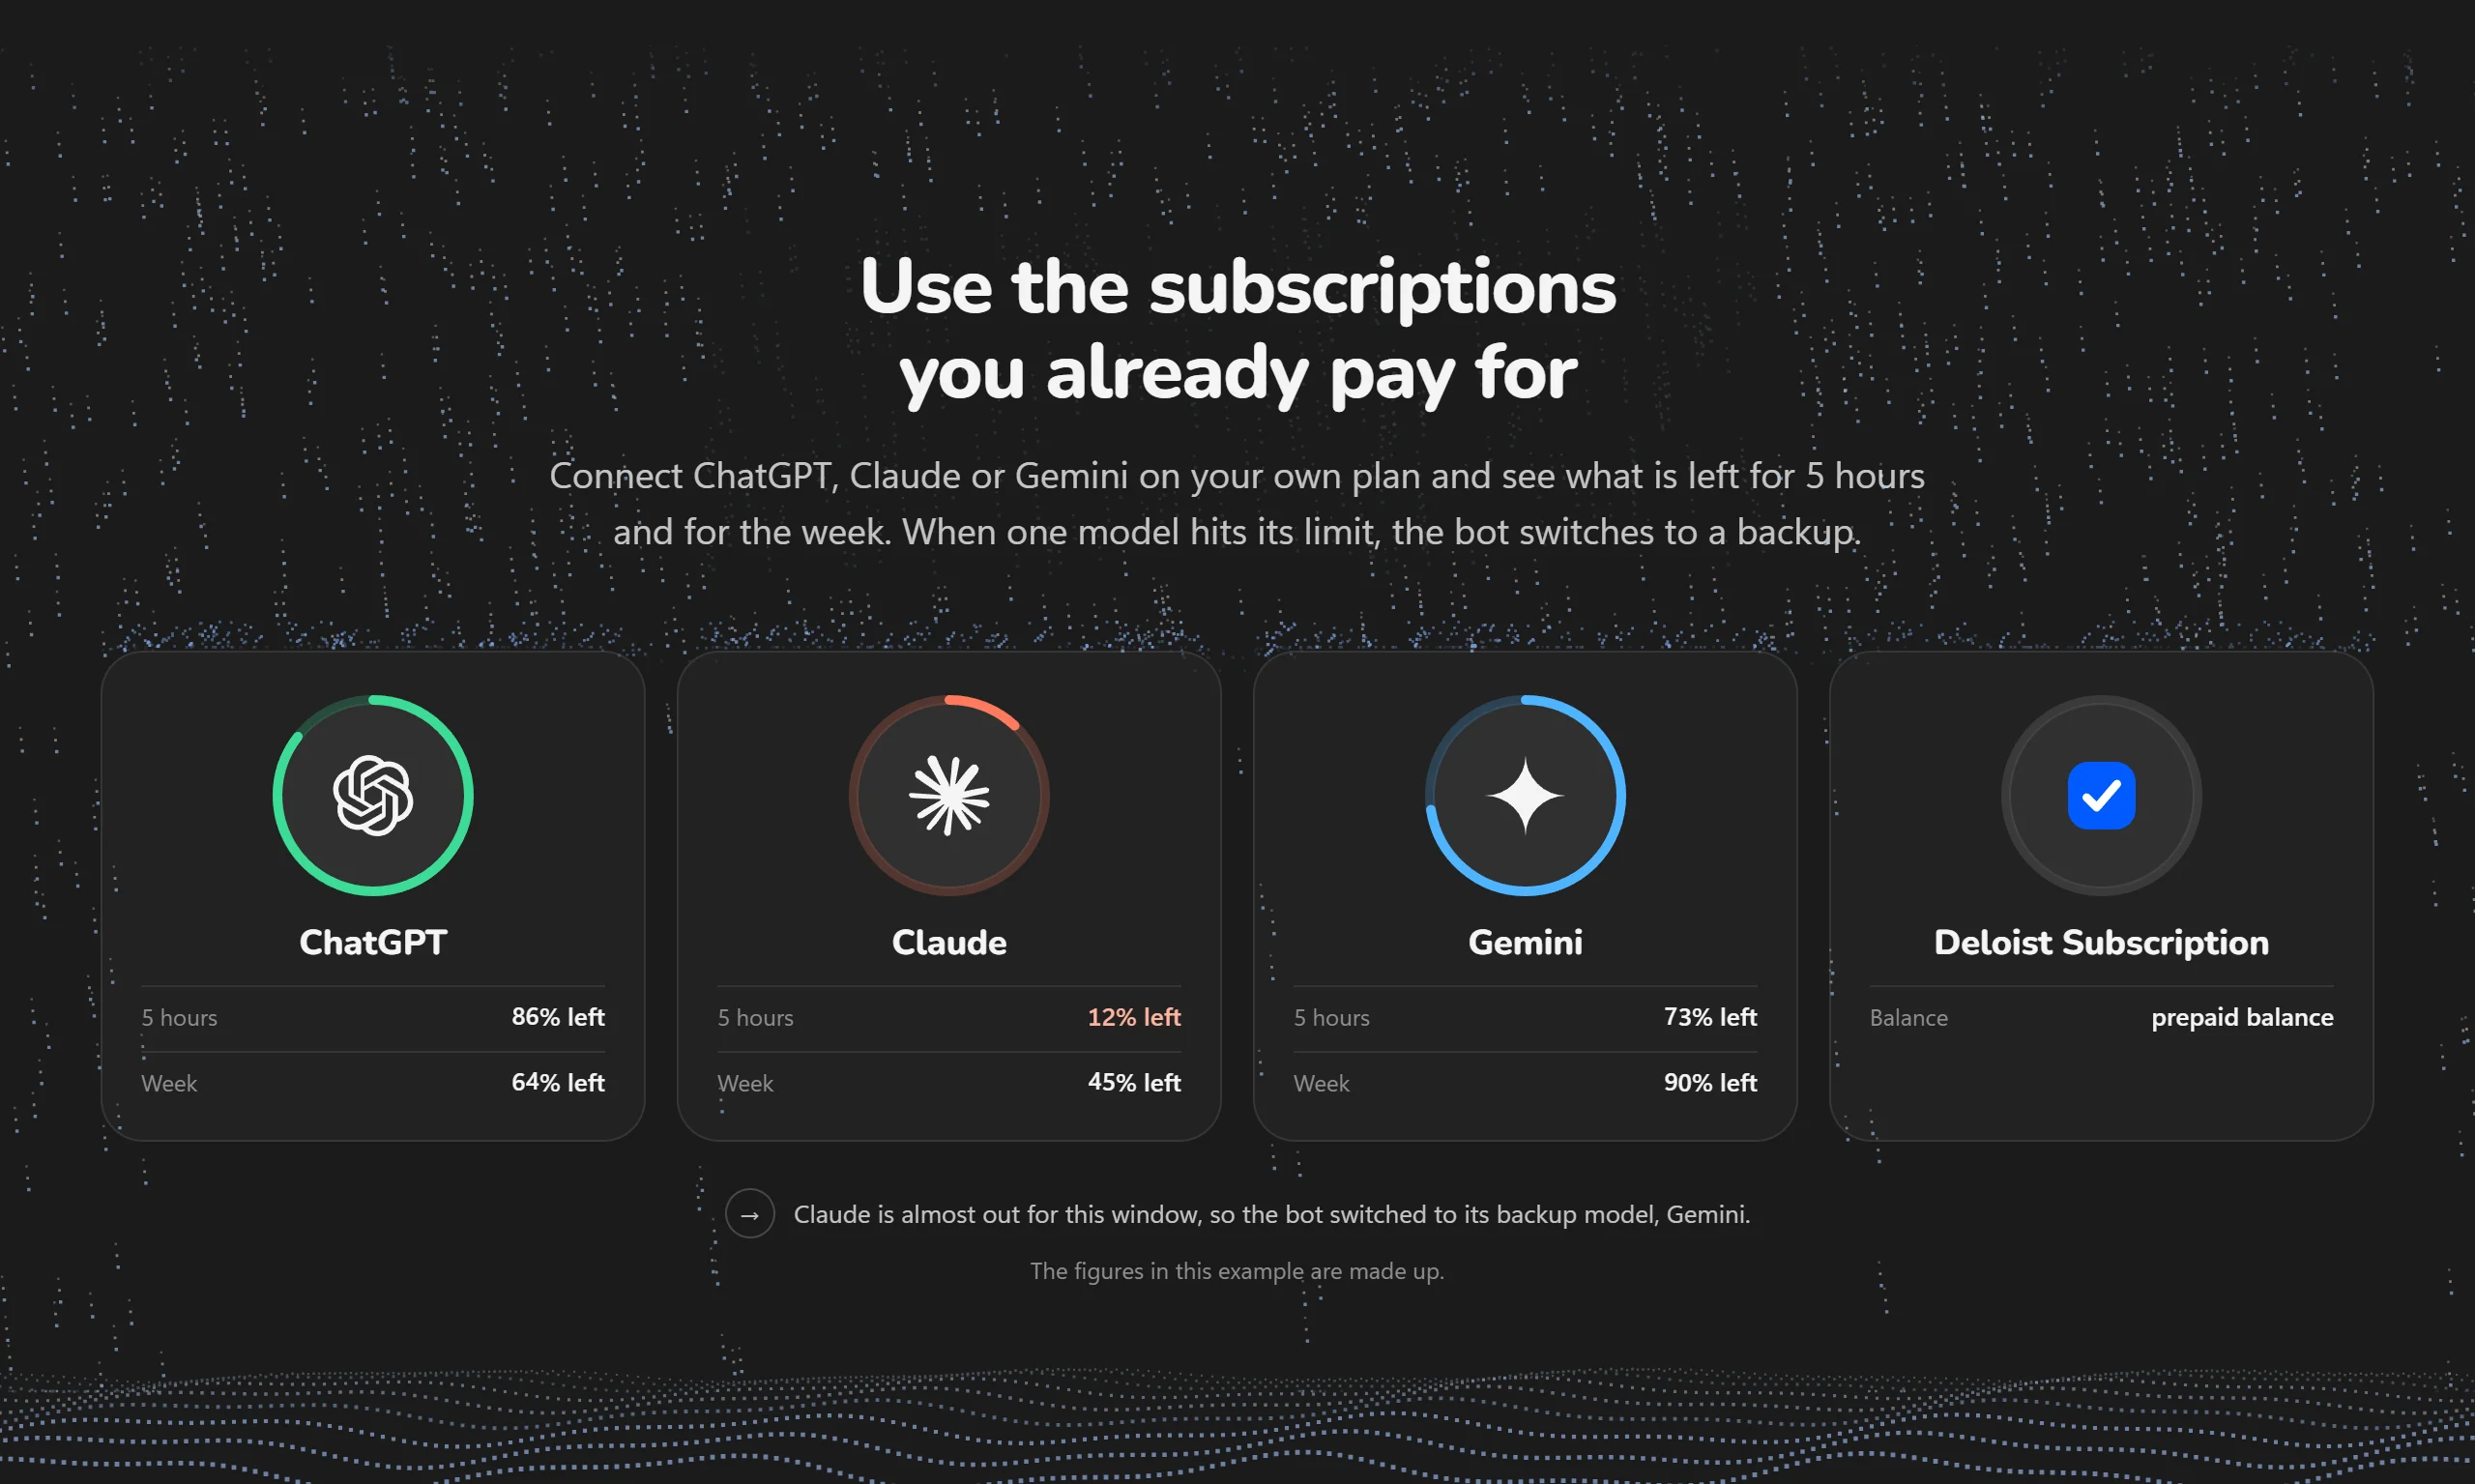 Use the subscriptions
you already pay for
Connect ChatGPT, Claude or Gemini on your own plan and see what is left for 5 hours
and for the week. When one model hits its limit, the bot switches to a backup.
ChatGPT
5 hours 86% left
Week 64% left
Claude
5 hours 12% left
Week 45% left
Gemini
5 hours 73% left
Week 90% left
Deloist Subscription
Balance prepaid balance
→ Claude is almost out for this window, so the bot switched to its backup model, Gemini.
The figures in this example are made up.